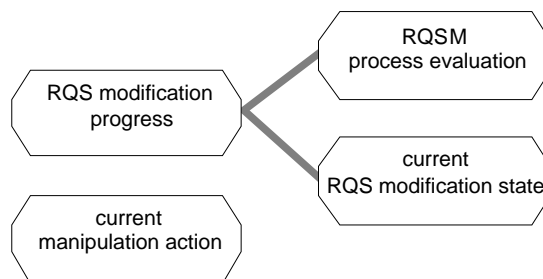 RQSM
process evaluation
RQS modification
progress
current
RQS modification state
current
manipulation action